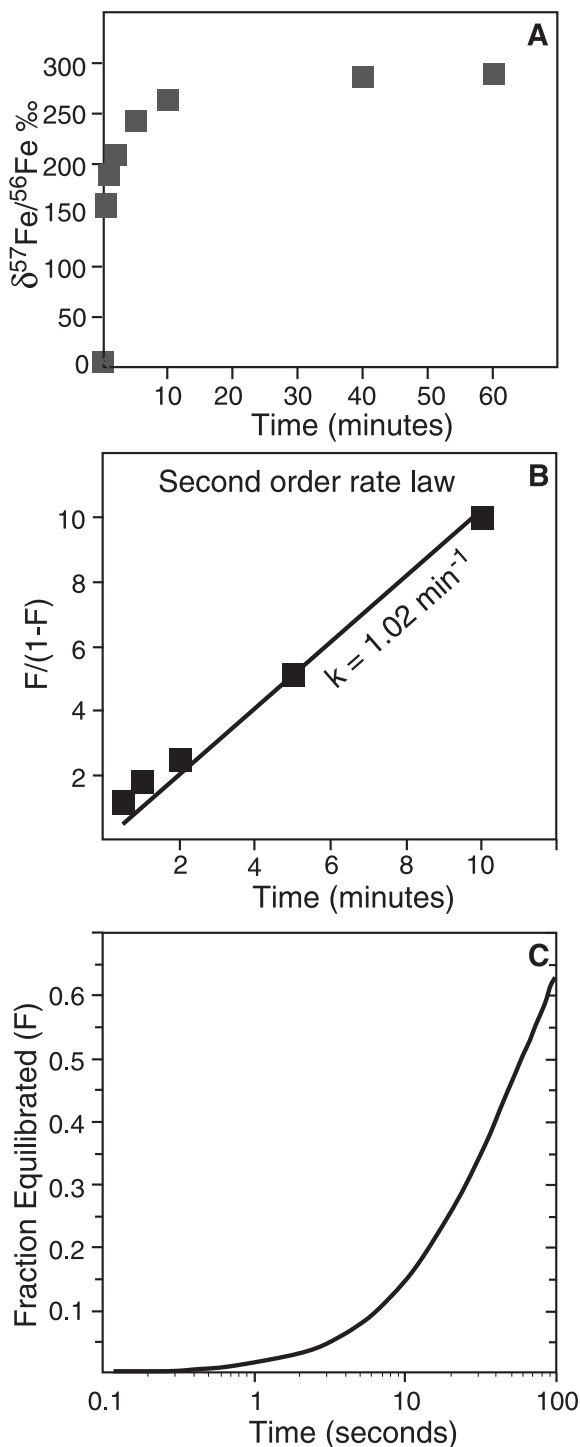 A
300
250
200
150
100
50
0
δ57Fe/56Fe ‰
10 20 30 40 50 60
Time (minutes)
Second order rate law B
10
8
6
4
2
F/(1-F)
k = 1.02 min-1
2 4 6 8 10
Time (minutes)
C
0.6
0.5
0.4
0.3
0.2
0.1
Fraction Equilibrated (F)
0.1 1 10 100
Time (seconds)